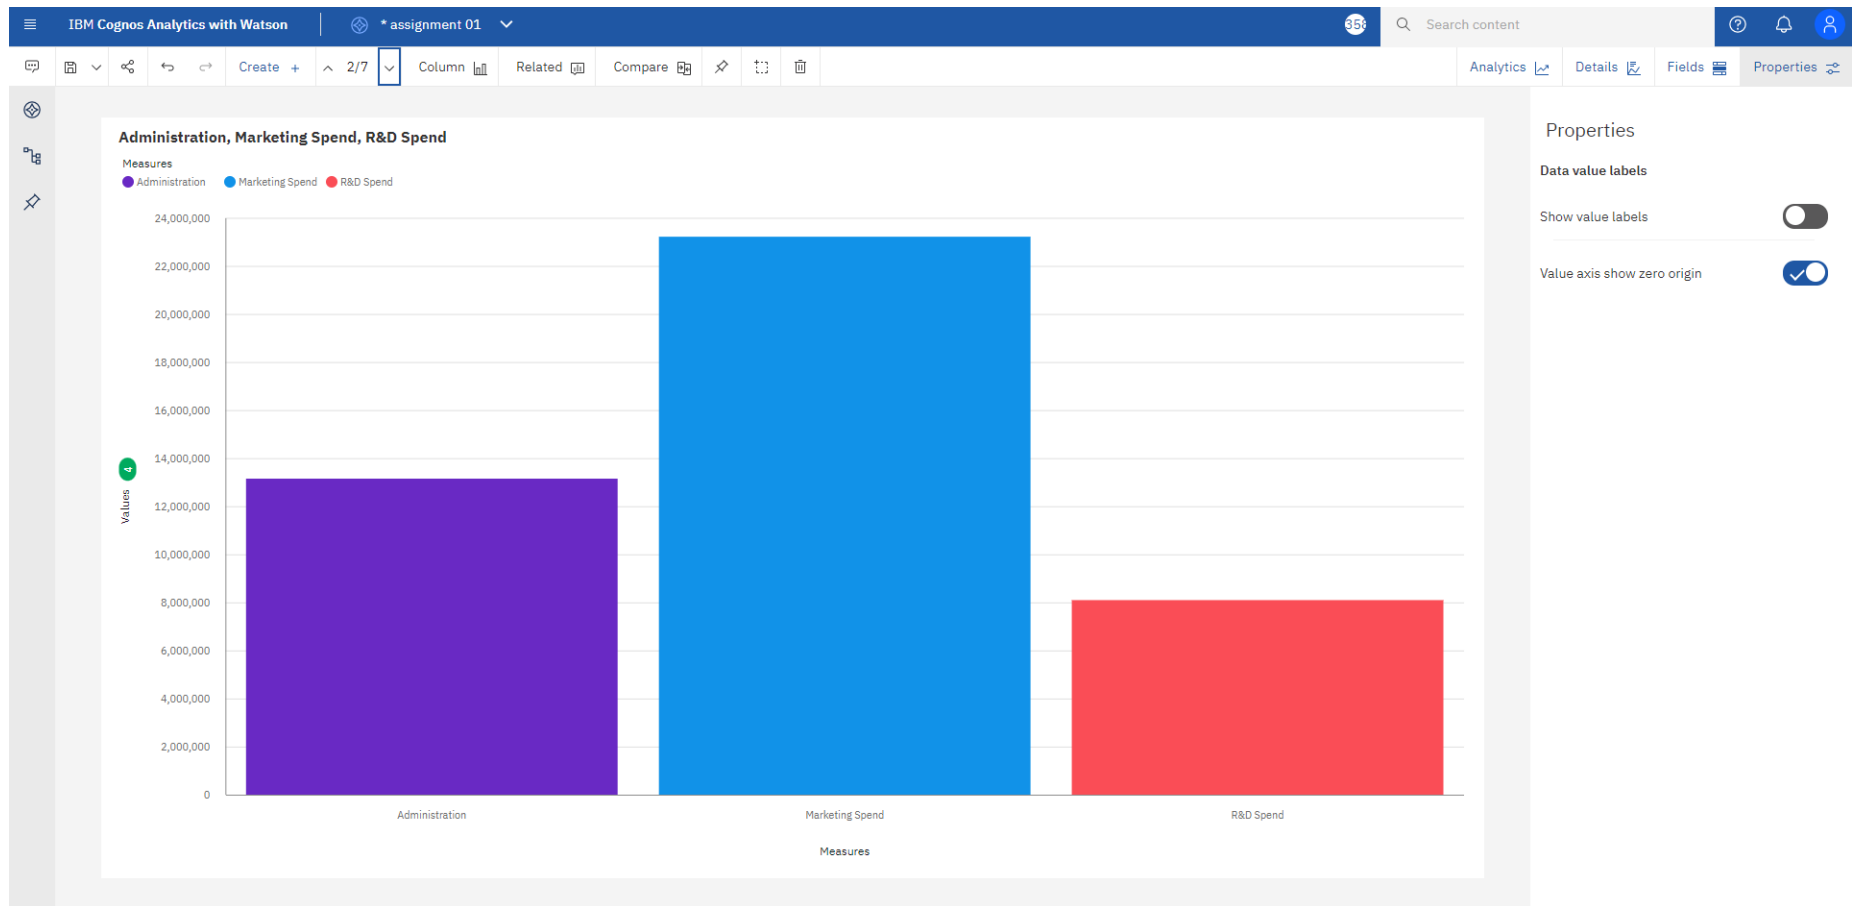 IBM Cognos Analytics with Watson
* assignment 01
358
Search content
Create +
2/7
Column
Related
Compare
Analytics
Details
Fields
Properties
Administration, Marketing Spend, R&D Spend
Measures
Administration
Marketing Spend
R&D Spend
24,000,000
22,000,000
20,000,000
18,000,000
16,000,000
14,000,000
12,000,000
10,000,000
8,000,000
6,000,000
4,000,000
2,000,000
0
Values
4
Administration
Marketing Spend
R&D Spend
Measures
Properties
Data value labels
Show value labels
Value axis show zero origin